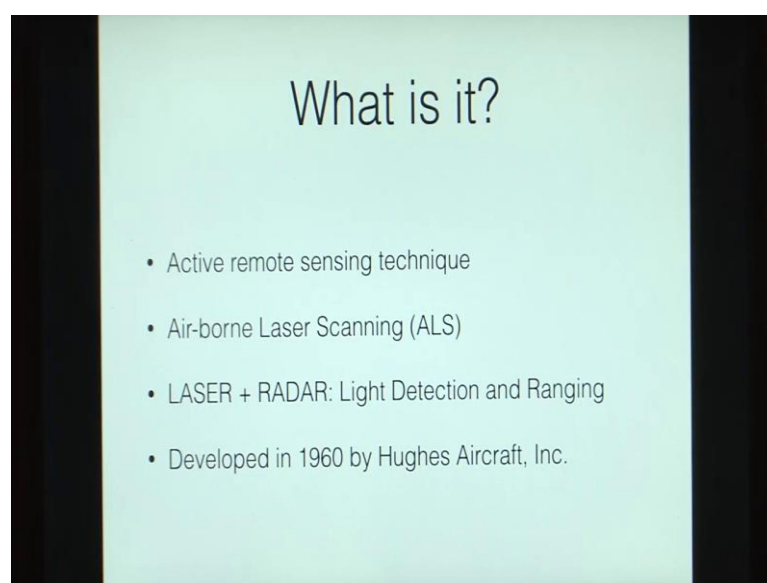 What is it?
• Active remote sensing technique
• Air-borne Laser Scanning (ALS)
• LASER + RADAR: Light Detection and Ranging
• Developed in 1960 by Hughes Aircraft, Inc.